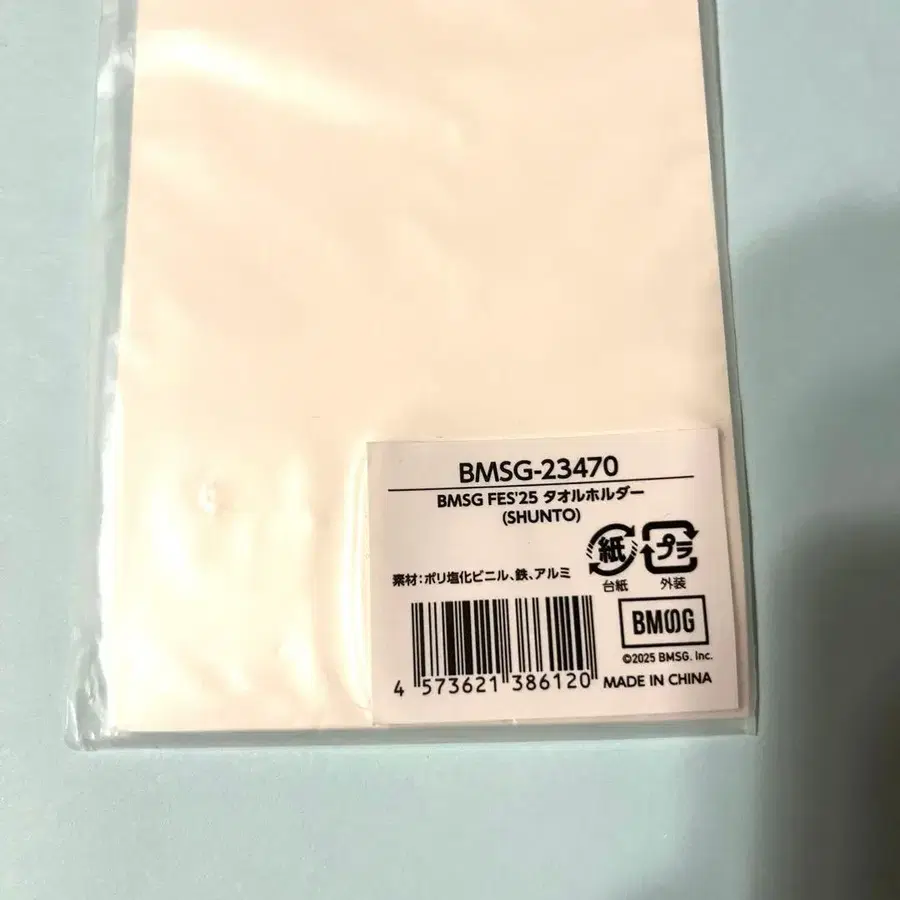 BMSG-23470
BMSG FES'25 タオルホルダー
(SHUNTO)
紙
プラ
台紙
外装
素材:ポリ塩化ビニル、鉄、アルミ
BMSG
©2025 BMSG. Inc.
4 573621 386120
MADE IN CHINA